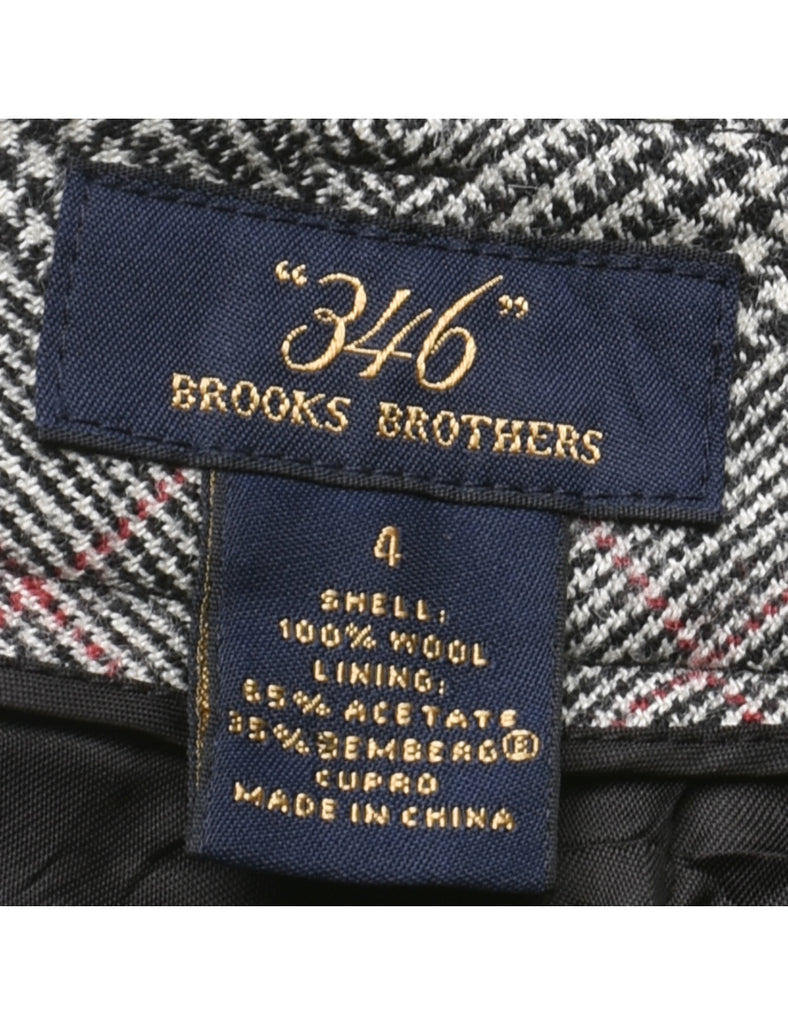 “346”
BROOKS BROTHERS
4
SHELL:
100% WOOL
LINING:
65% ACETATE
35% BEMBERG®
CUPRO
MADE IN CHINA